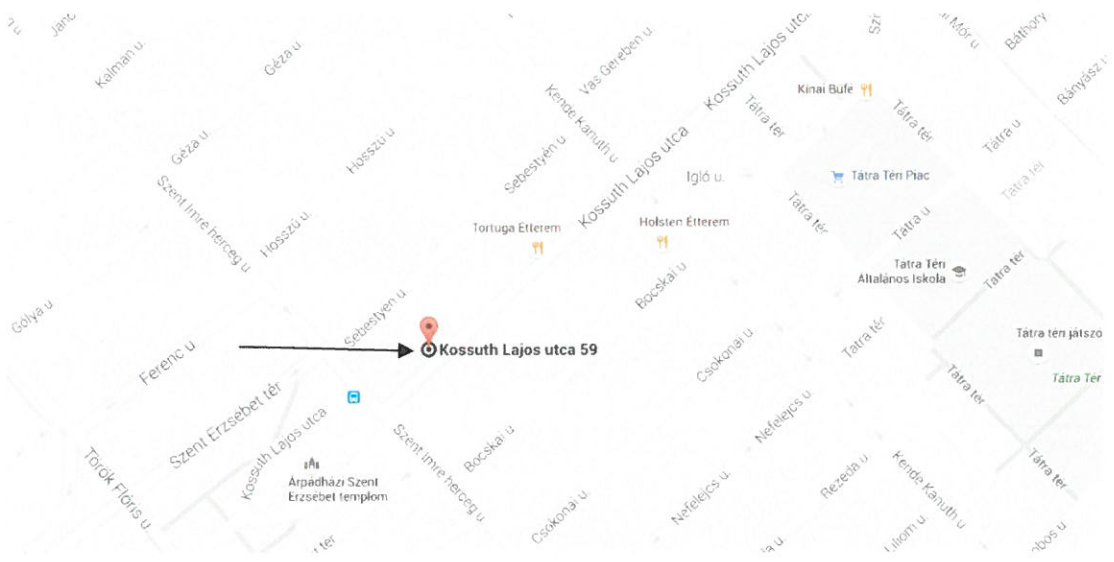 Kálmán u.
Géza u.
Vas Gereben u.
Kossuth Lajos utca
Mór u.
Báthory
Bányász u.
Kende Kanuth u.
Kínai Büfé
Tátra tér
Tátra tér
Tátra u.
Géza u.
Hosszú u.
Sebestyén u.
Kossuth Lajos utca
Igló u.
Tátra Téri Piac
Tátra tér
Szent Imre herceg u.
Hosszú u.
Tortuga Étterem
Holsten Étterem
Tátra tér
Tátra u.
Tátra Téri
Általános Iskola
Tátra tér
Bocskai u.
Gólya u.
Sebestyén u.
Ferenc u.
Kossuth Lajos utca 59
Csokonai u.
Tátra tér
Tátra téri játszó
Tátra Tér
Tátra tér
Szent Erzsébet tér
Kossuth Lajos utca
Szent Imre herceg u.
Bocskai u.
Nefelejcs u.
Török Flóris u.
Árpádházi Szent
Erzsébet templom
Csokonai u.
Nefelejcs u.
Rezeda u.
Kende Kanuth u.
Tátra tér
Liliom u.